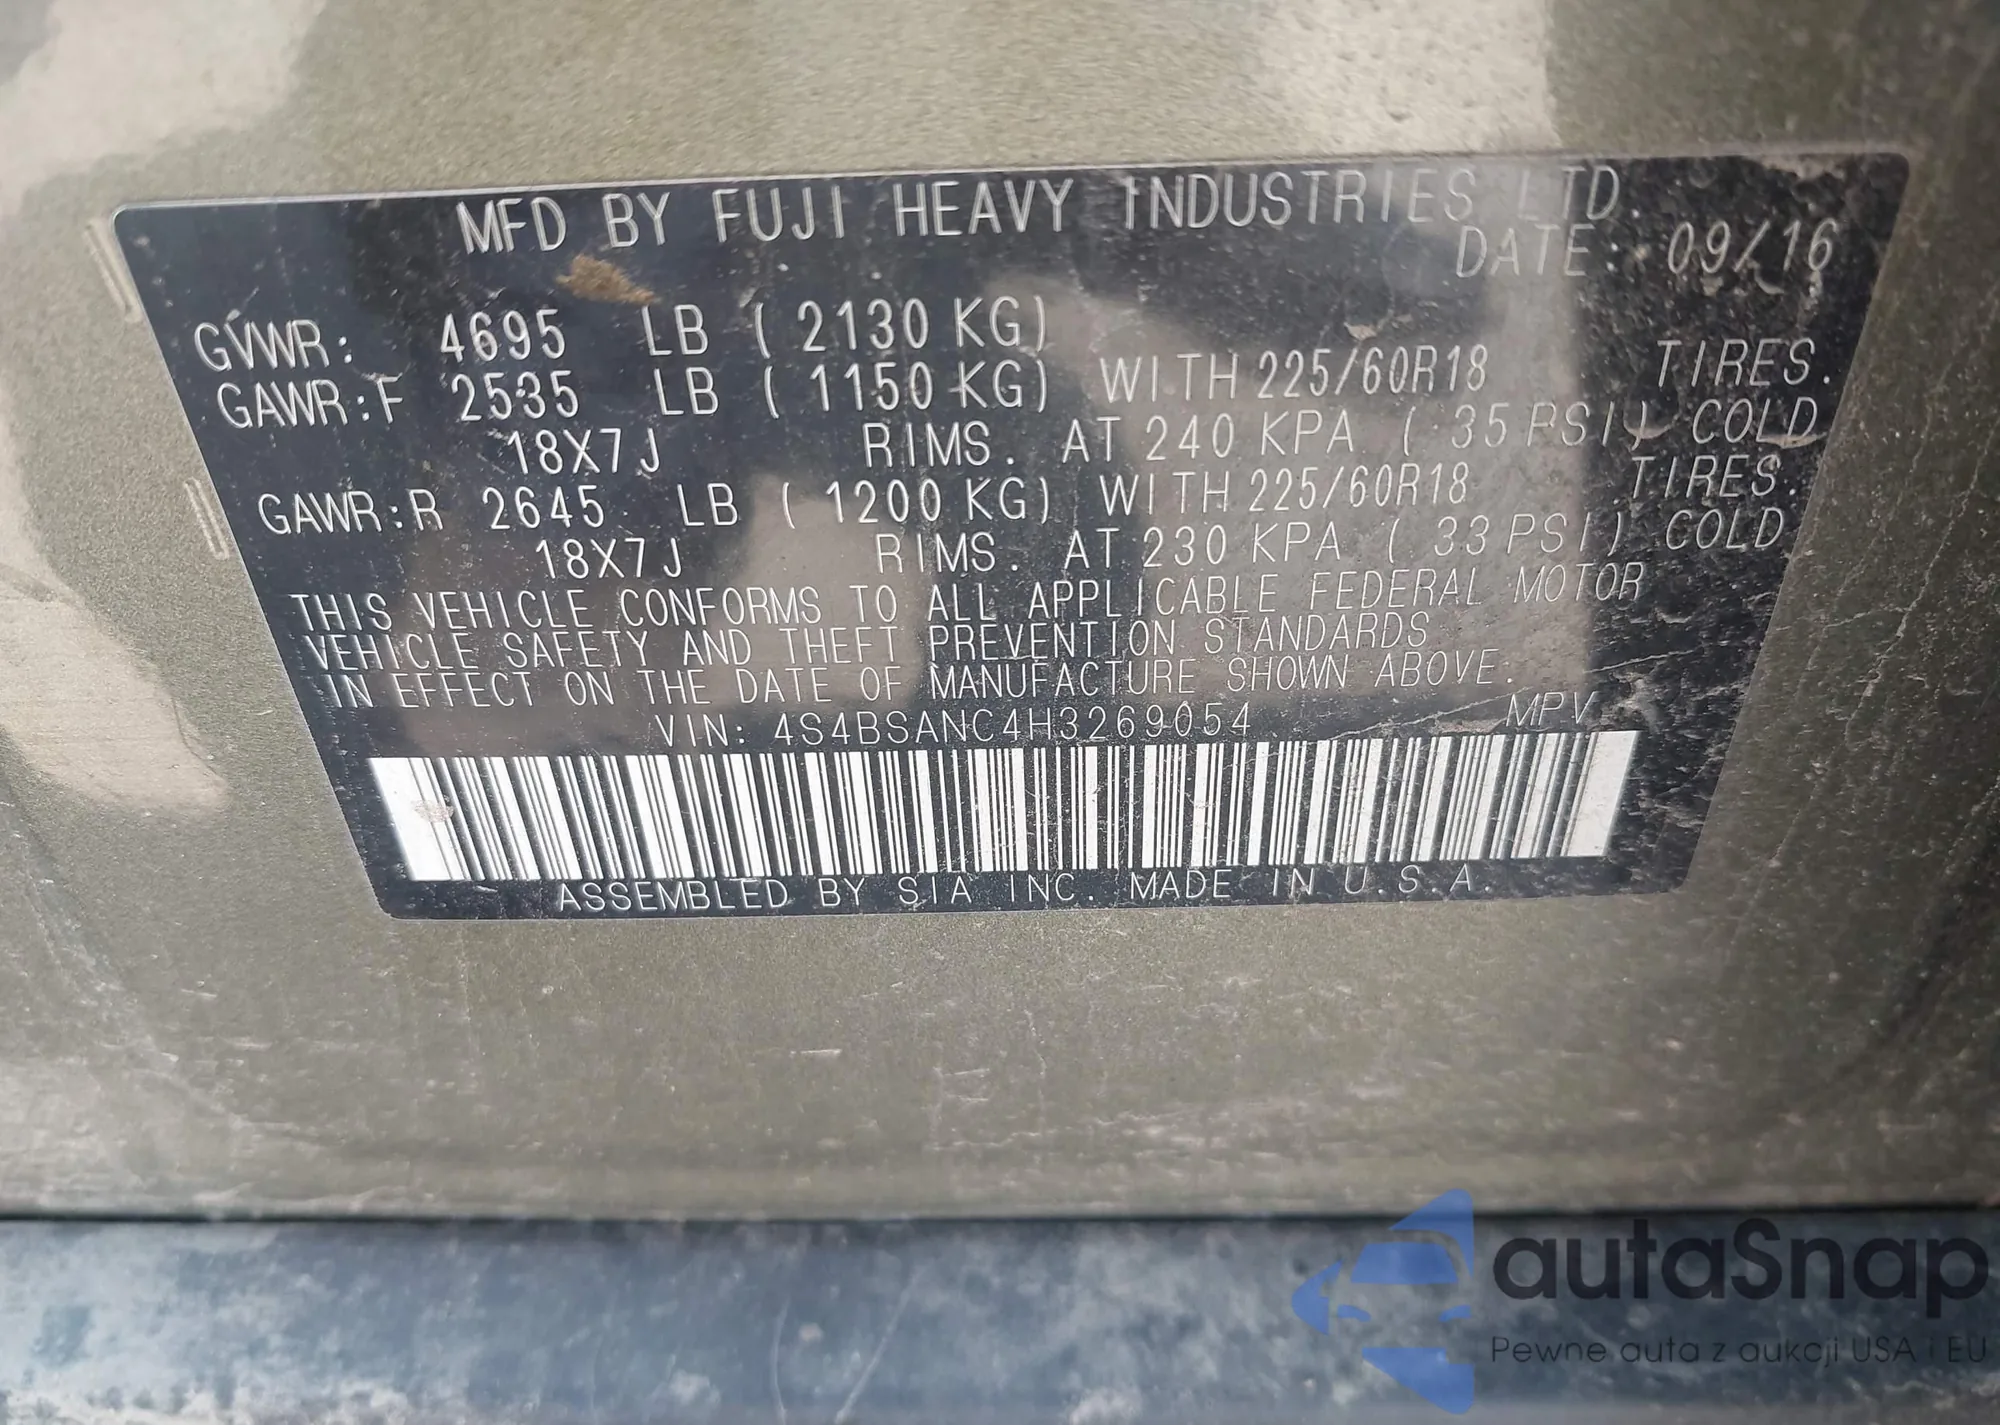 MFD BY FUJI HEAVY INDUSTRIES LTD
DATE: 09/16
GVWR: 4695 LB ( 2130 KG)
GAWR:F 2535 LB ( 1150 KG) WITH 225/60R18 TIRES.
18X7J RIMS. AT 240 KPA ( 35 PSI) COLD
GAWR:R 2645 LB ( 1200 KG) WITH 225/60R18 TIRES.
18X7J RIMS. AT 230 KPA ( 33 PSI) COLD
THIS VEHICLE CONFORMS TO ALL APPLICABLE FEDERAL MOTOR
VEHICLE SAFETY AND THEFT PREVENTION STANDARDS
IN EFFECT ON THE DATE OF MANUFACTURE SHOWN ABOVE.
VIN: 4S4BSANC4H3269054 MPV
ASSEMBLED BY SIA INC. MADE IN U.S.A.
autaSnap
Pewne auta z aukcji USA i EU